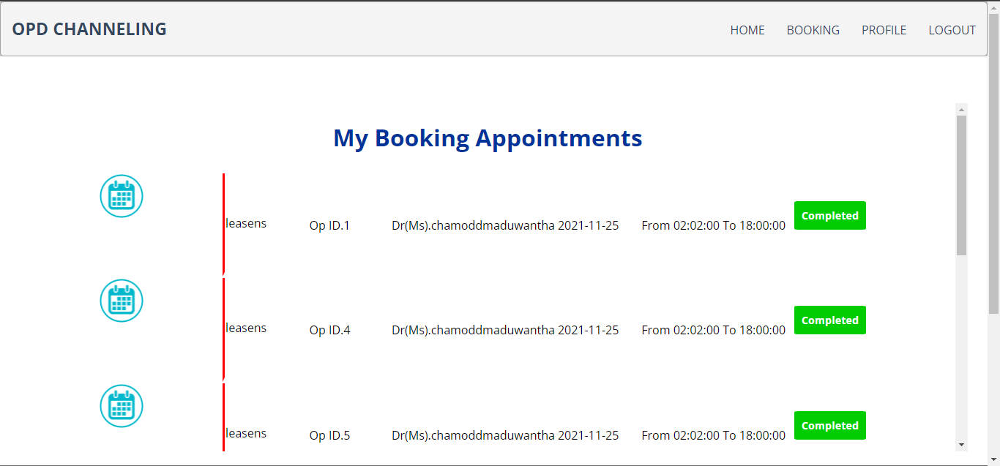 OPD CHANNELING HOME BOOKING PROFILE LOGOUT
My Booking Appointments
leasens Op ID.1 Dr(Ms).chamoddmaduwantha 2021-11-25 From 02:02:00 To 18:00:00 Completed
leasens Op ID.4 Dr(Ms).chamoddmaduwantha 2021-11-25 From 02:02:00 To 18:00:00 Completed
leasens Op ID.5 Dr(Ms).chamoddmaduwantha 2021-11-25 From 02:02:00 To 18:00:00 Completed